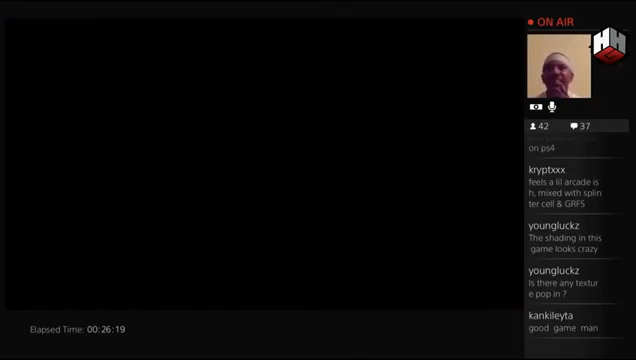 ON AIR
HHG
42 37
on ps4
kryptxxx
feels a lil arcade is
h, mixed with splin
ter cell & GRFS
youngluckz
The shading in this
game looks crazy
youngluckz
Is there any textur
e pop in ?
kankileyta
good game man
Elapsed Time: 00:26:19